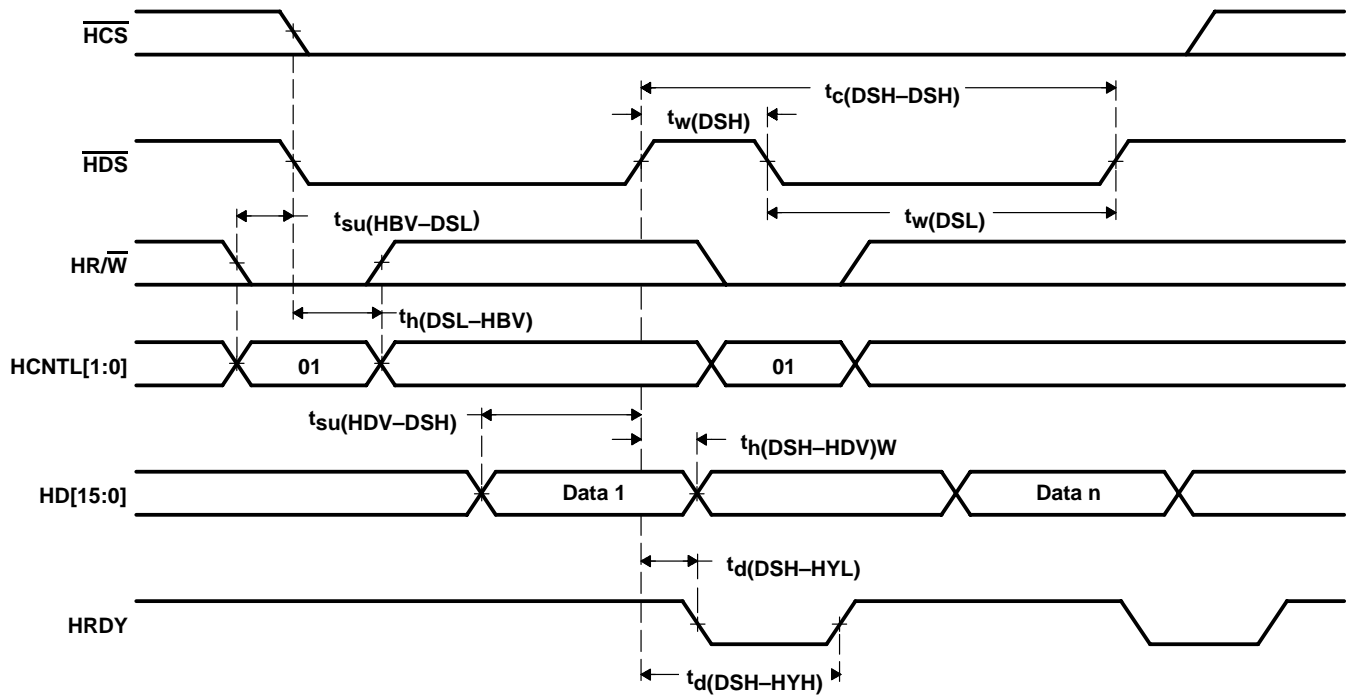 HCS
tc(DSH–DSH)
tw(DSH)
HDS
tsu(HBV–DSL)
tw(DSL)
HR/W
th(DSL–HBV)
HCNTL[1:0]
01
01
tsu(HDV–DSH)
th(DSH–HDV)W
HD[15:0]
Data 1
Data n
td(DSH–HYL)
HRDY
td(DSH–HYH)